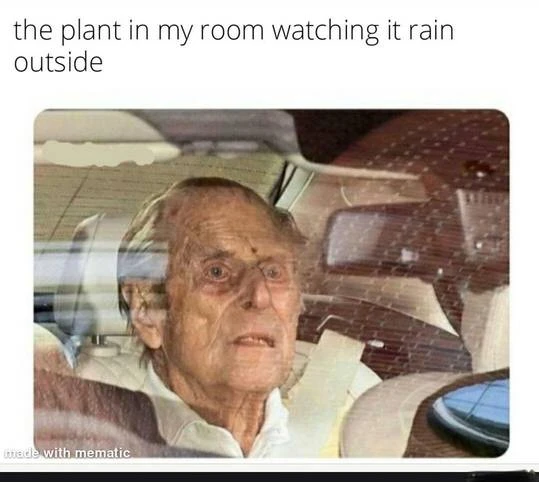 the plant in my room watching it rain
outside
made with mematic